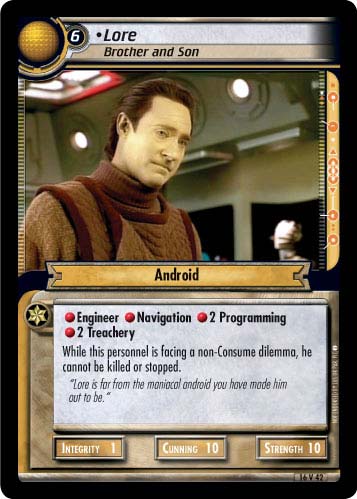 6
•Lore
Brother and Son
Android
Engineer Navigation 2 Programming
2 Treachery
While this personnel is facing a non-Consume dilemma, he
cannot be killed or stopped.
"Lore is far from the maniacal android you have made him
out to be."
INTEGRITY 1 CUNNING 10 STRENGTH 10
16 V 42